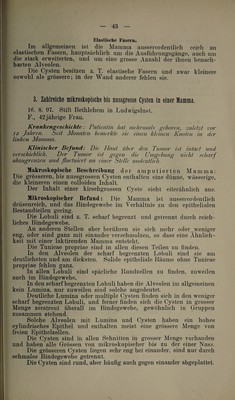 — 43 —
Elastische Fasern.
Im allgemeinen ist die Mamma ausserordentlich reich an
elastischen Fasern, hauptsächlich um die Ausführungsgänge, auch um
die stark erweiterten, und um eine grosse Anzahl der ihnen benach-
barten Alveolen.
Die Cysten besitzen z. T. elastische Fasern und zwar kleinere
sowohl als grössere; in der Wand anderer fehlen sie.
3. Zahlreiche mikroskopische bis nussgrosse Cysten in einer Mamma.
16. 8. 97. Stift Bethlehem in Ludwigslust.
F., 42jährige Frau.
Krankengeschichte: Patientin hat mehrmals geboren, zuletzt vor
12 Jahren. Seit Monaten bemerkte sie einen kleinen Knoten in der
linken Mamma.
Klinischer Befund: Die Haut über dem Tumor ist intact und
verschieblich. Der Tumor ist gegen die Umgebung nicht scharf
abzugrenzen und fluctuiert an einer Stelle undeutlich.
Makroskopische Beschreibung der amputierten Mamma:
Die grösseren, bis nussgrossen Cysten enthalten eine dünne, wässerige,
die kleineren einen colloiden Inhalt.
Der Inhalt einer kirschgrossen Cyste sieht eiterähnlich aus.
Mikroskopischer Befund: Die Mamma ist ausserordentlich
drüsenreich, und das Bindegewebe im Verhältnis zu den epithelialen
Bestandteilen gering.
Die Lobuli sind z. T. scharf begrenzt und getrennt durch reich-
liches Bindegewebe.
An anderen Stellen aber berühren sie sich mehr oder weniger
eng, oder sind ganz mit einander verschmolzen, so dass eine Ähnlich-
keit mit einer laktirenden Mamma entsteht.
Die Tunicae propriae sind in allen diesen Teilen zu finden.
In den Alveolen der scharf begrenzten Lobuli sind sie am
deutlichsten und am dicksten. Solide epitheliale Räume ohne Tunicae
propriae fehlen ganz.
In allen Lobuli sind spärliche Rundzellen zu finden, zuweilen
auch im Bindegewebe.
In den scharf begrenzten Lobuli haben die Alveolen im allgemeinen
kein Lumina, nur zuweilen sind solche angedeutet.
Deutliche Lumina oder multiple Cysten finden sich in den weniger
scharf begrenzten Lobuli, und ferner finden sich die Cysten in grosser
Menge zerstreut überall im Bindegewebe, gewöhnlich in Gruppen
zusammen stehend.
Solche Alveolen mit Lumina und Cysten haben ein hohes
cylindrisches Epithel und enthalten meist eine grössere Menge von
freien Epithelzellen.
Die Cysten sind in allen Schnitten in grosser Menge vorhanden
und haben alle Grössen von mikroskopischer bis zu der einer Nuss.
Die grösseren Cysten liegen sehr eng bei einander, sind nur durch
schmales Bindegewebe getrennt.
Die Cysten sind rund, aber häufig auch gegen einander abgeplattet.